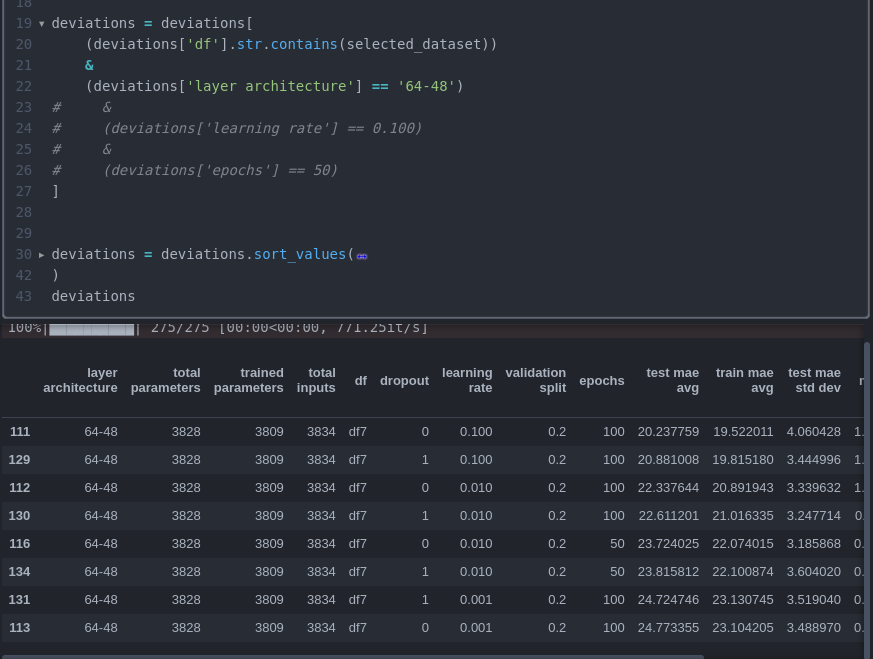 18
19 ▾ deviations = deviations[
20 (deviations['df'].str.contains(selected_dataset))
21 &
22 (deviations['layer architecture'] == '64-48')
23 # &
24 # (deviations['learning rate'] == 0.100)
25 # &
26 # (deviations['epochs'] == 50)
27 ]
28
29
30 ▸ deviations = deviations.sort_values(
42 )
43 deviations
100%|██████████| 275/275 [00:00<00:00, 771.25it/s]
layer architecture total parameters trained parameters total inputs df dropout learning rate validation split epochs test mae avg train mae avg test mae std dev
111 64-48 3828 3809 3834 df7 0 0.100 0.2 100 20.237759 19.522011 4.060428 1.
129 64-48 3828 3809 3834 df7 1 0.100 0.2 100 20.881008 19.815180 3.444996 1.
112 64-48 3828 3809 3834 df7 0 0.010 0.2 100 22.337644 20.891943 3.339632 1.
130 64-48 3828 3809 3834 df7 1 0.010 0.2 100 22.611201 21.016335 3.247714 0.
116 64-48 3828 3809 3834 df7 0 0.010 0.2 50 23.724025 22.074015 3.185868 0.
134 64-48 3828 3809 3834 df7 1 0.010 0.2 50 23.815812 22.100874 3.604020 0.
131 64-48 3828 3809 3834 df7 1 0.001 0.2 100 24.724746 23.130745 3.519040 0.
113 64-48 3828 3809 3834 df7 0 0.001 0.2 100 24.773355 23.104205 3.488970 0.